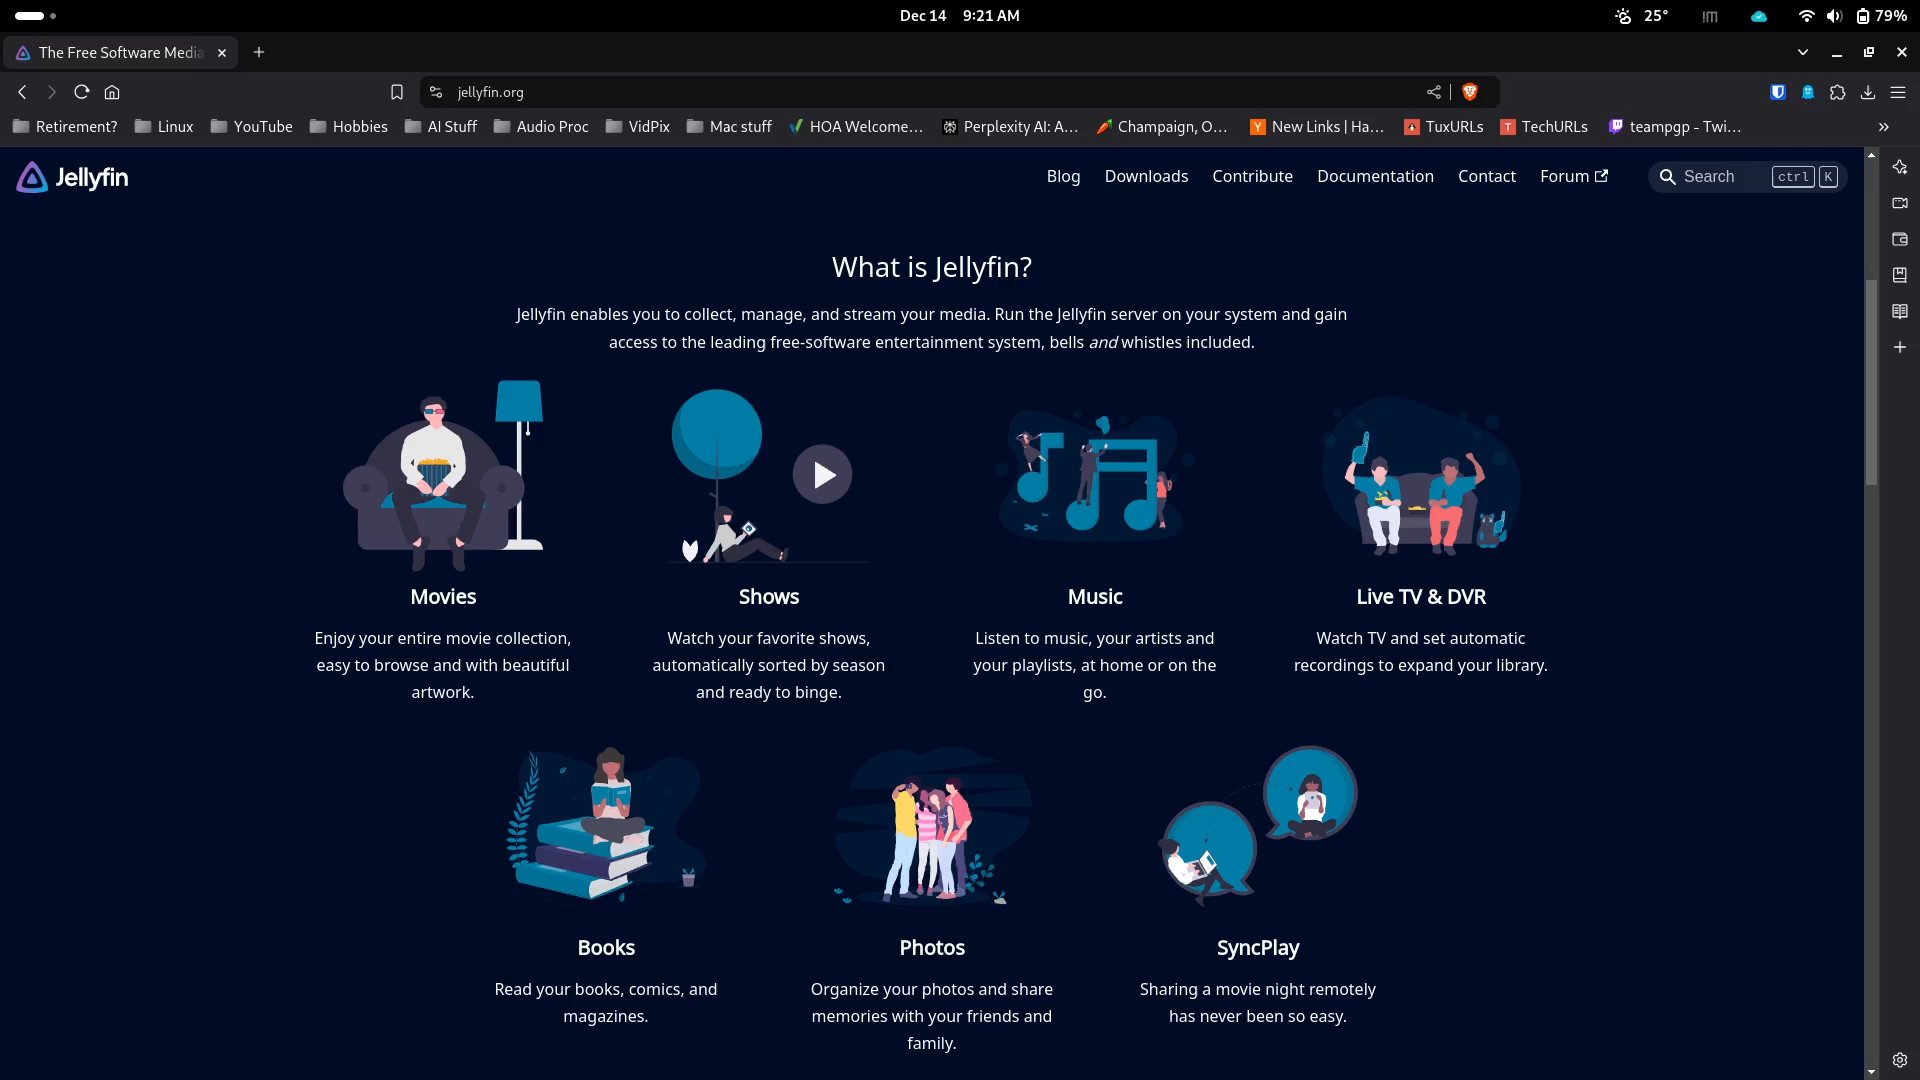 Dec 14 9:21 AM
25°
79%
The Free Software Media
jellyfin.org
Retirement?
Linux
YouTube
Hobbies
AI Stuff
Audio Proc
VidPix
Mac stuff
HOA Welcome...
Perplexity AI: A...
Champaign, O...
New Links | Ha...
TuxURLs
TechURLs
teampgp - Twi...
»
Jellyfin
Blog
Downloads
Contribute
Documentation
Contact
Forum
Search
ctrl K
What is Jellyfin?
Jellyfin enables you to collect, manage, and stream your media. Run the Jellyfin server on your system and gain
access to the leading free-software entertainment system, bells and whistles included.
Movies
Enjoy your entire movie collection,
easy to browse and with beautiful
artwork.
Shows
Watch your favorite shows,
automatically sorted by season
and ready to binge.
Music
Listen to music, your artists and
your playlists, at home or on the
go.
Live TV & DVR
Watch TV and set automatic
recordings to expand your library.
Books
Read your books, comics, and
magazines.
Photos
Organize your photos and share
memories with your friends and
family.
SyncPlay
Sharing a movie night remotely
has never been so easy.